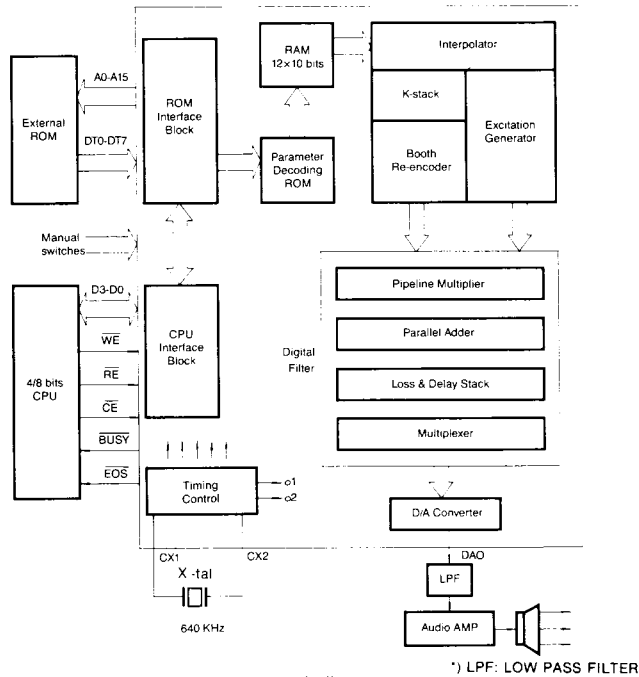 RAM
12×10 bits
Interpolator
A0-A15
ROM
Interface
Block
K-stack
External
ROM
Excitation
Generator
DT0-DT7
Parameter
Decoding
ROM
Booth
Re-encoder
Manual
switches
D3-D0
Pipeline Multiplier
CPU
Interface
Block
WE
Parallel Adder
Digital
Filter
4/8 bits
CPU
RE
Loss & Delay Stack
CE
BUSY
Multiplexer
EOS
Timing
Control
o1
o2
D/A Converter
CX1
CX2
DAO
X-tal
LPF
640 KHz
Audio AMP
*) LPF: LOW PASS FILTER